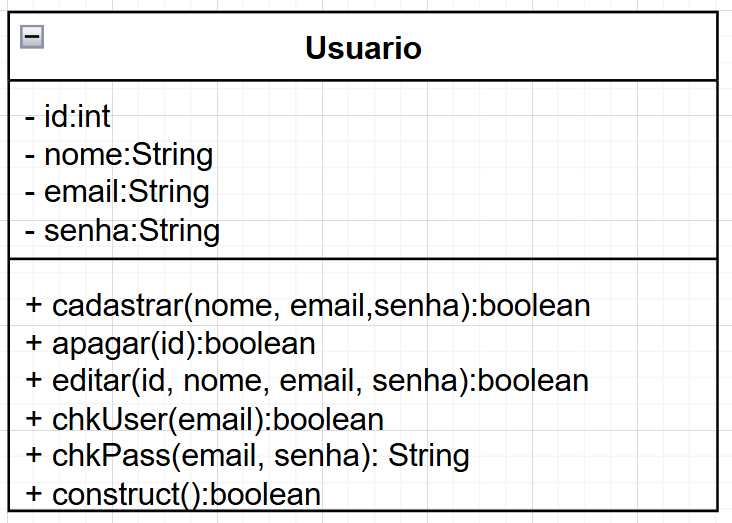 Usuario
- id:int
- nome:String
- email:String
- senha:String
+ cadastrar(nome, email,senha):boolean
+ apagar(id):boolean
+ editar(id, nome, email, senha):boolean
+ chkUser(email):boolean
+ chkPass(email, senha): String
+ construct():boolean